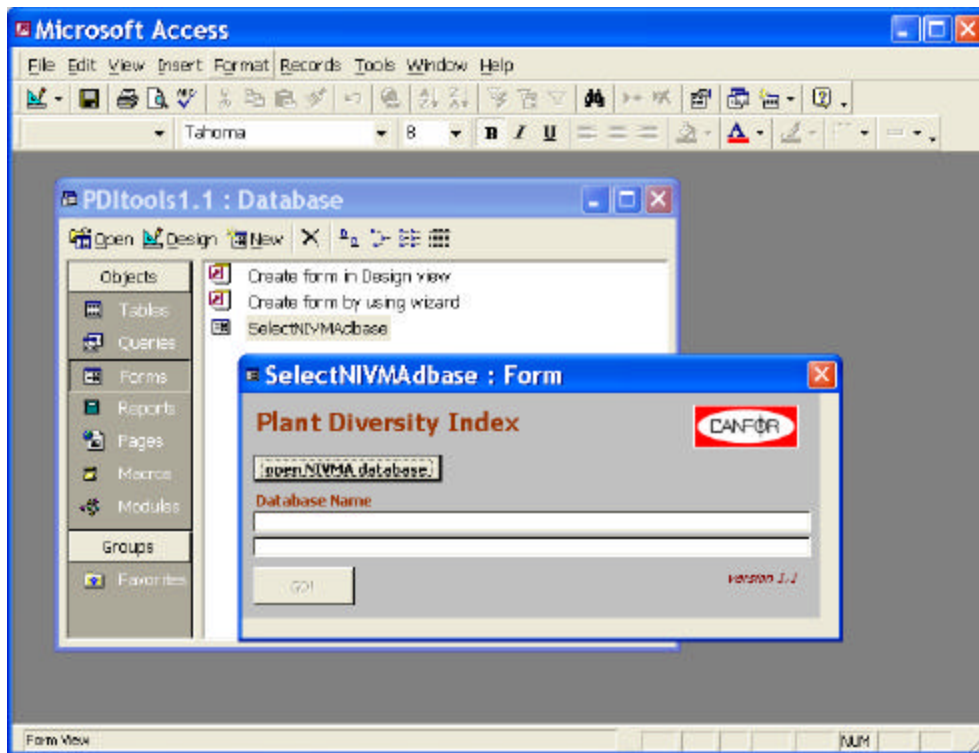 Microsoft Access
File Edit View Insert Format Records Tools Window Help
Tahoma 8 B I U
PDItools1.1 : Database
Open Design New
Objects
Tables
Queries
Forms
Reports
Pages
Macros
Modules
Groups
Favorites
Create form in Design view
Create form by using wizard
SelectNIVMAdbase
SelectNIVMAdbase : Form
Plant Diversity Index
CANFOR
open NIVMA database
Database Name
GO!
version 1.1
Form View
NUM